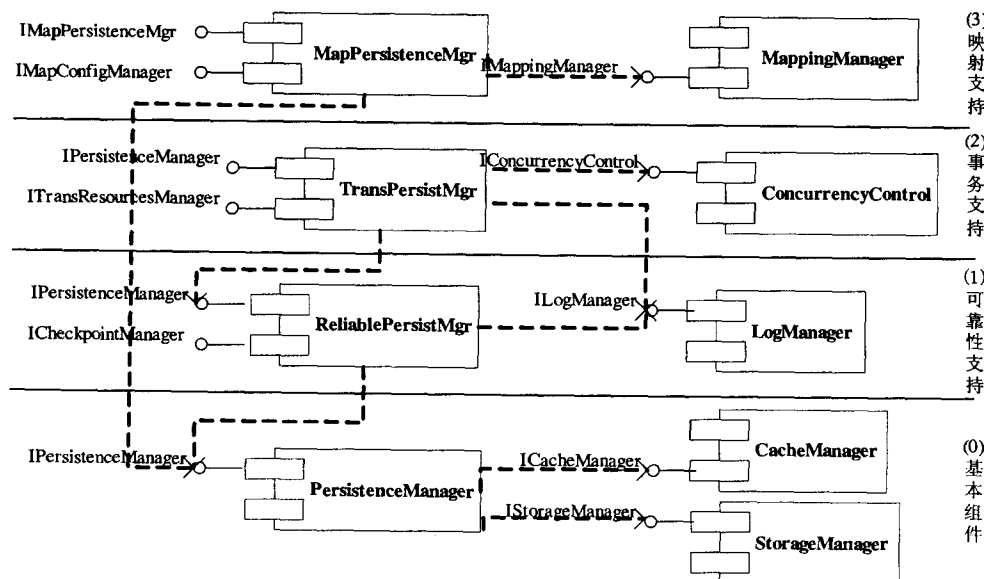 IMapPersistenceMgr
IMapConfigManager
MapPersistenceMgr
IMappingManager
MappingManager
(3)
映
射
支
持
IPersistenceManager
ITransResourcesManager
TransPersistMgr
IConcurrencyControl
ConcurrencyControl
(2)
事
务
支
持
IPersistenceManager
ICheckpointManager
ReliablePersistMgr
ILogManager
LogManager
(1)
可
靠
性
支
持
IPersistenceManager
PersistenceManager
ICacheManager
IStorageManager
CacheManager
StorageManager
(0)
基
本
组
件